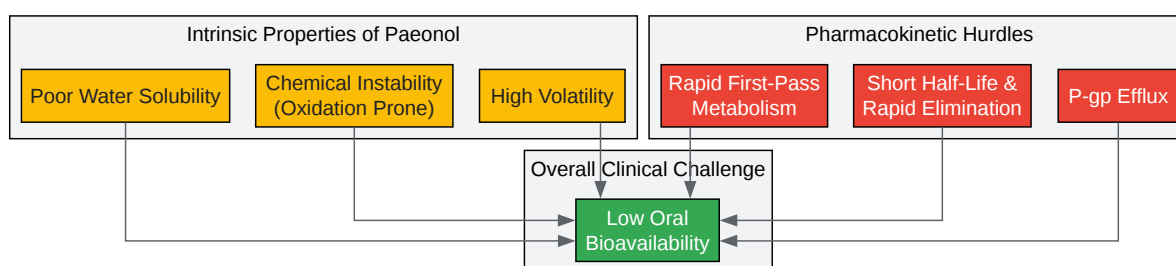 Intrinsic Properties of Paeonol
Poor Water Solubility
Chemical Instability
(Oxidation Prone)
High Volatility
Pharmacokinetic Hurdles
Rapid First-Pass
Metabolism
Short Half-Life &
Rapid Elimination
P-gp Efflux
Overall Clinical Challenge
Low Oral
Bioavailability